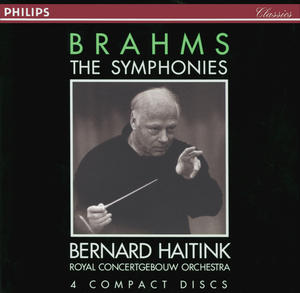 PHILIPS
Classics
BRAHMS
THE SYMPHONIES
BERNARD HAITINK
ROYAL CONCERTGEBOUW ORCHESTRA
4 COMPACT DISCS